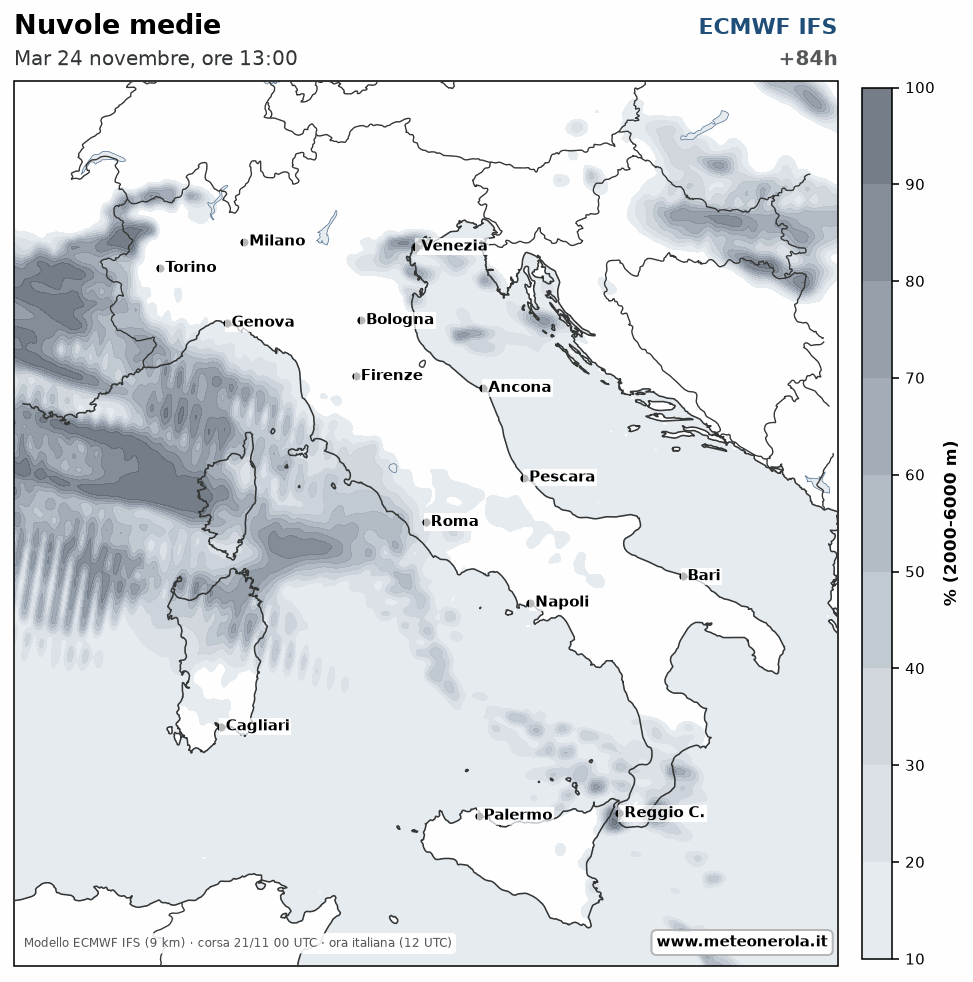 Nuvole medie
ECMWF IFS
Mar 24 novembre, ore 13:00
+84h
100
90
80
70
60
50
40
30
20
10
% (2000-6000 m)
Milano
Venezia
Torino
Genova
Bologna
Firenze
Ancona
Pescara
Roma
Bari
Napoli
Cagliari
Palermo
Reggio C.
Modello ECMWF IFS (9 km) · corsa 21/11 00 UTC · ora italiana (12 UTC)
www.meteonerola.it